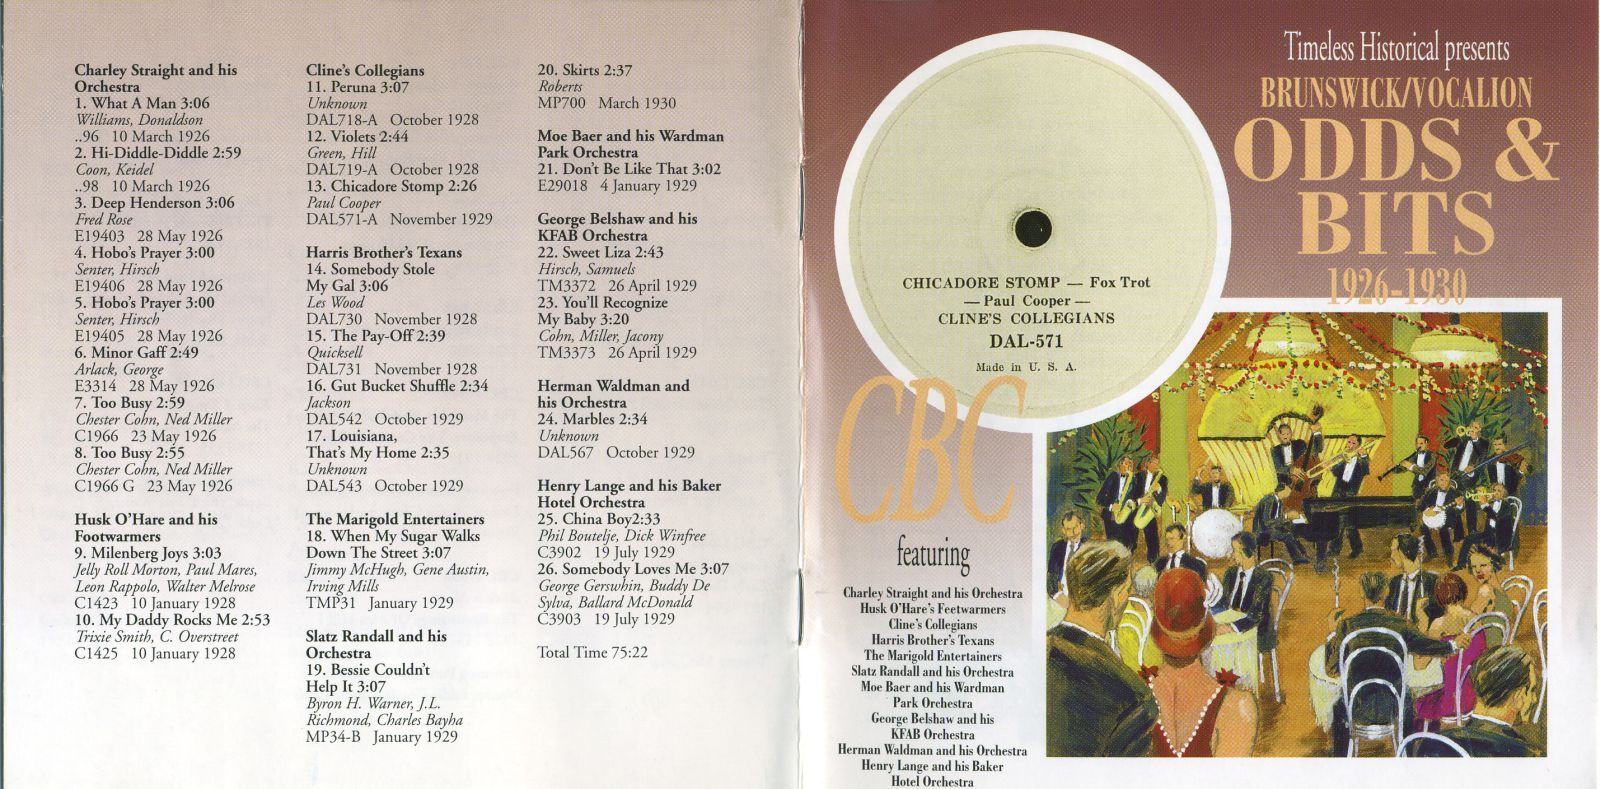 Charley Straight and his
Orchestra
1. What A Man 3:06
Williams, Donaldson
..96 10 March 1926
2. Hi-Diddle-Diddle 2:59
Coon, Keidel
..98 10 March 1926
3. Deep Henderson 3:06
Fred Rose
E19403 28 May 1926
4. Hobo's Prayer 3:00
Senter, Hirsch
E19406 28 May 1926
5. Hobo's Prayer 3:00
Senter, Hirsch
E19405 28 May 1926
6. Minor Gaff 2:49
Arlack, George
E3314 28 May 1926
7. Too Busy 2:59
Chester Cohn, Ned Miller
C1966 23 May 1926
8. Too Busy 2:55
Chester Cohn, Ned Miller
C1966 G 23 May 1926
Husk O'Hare and his
Footwarmers
9. Milenberg Joys 3:03
Jelly Roll Morton, Paul Mares,
Leon Rappolo, Walter Melrose
C1423 10 January 1928
10. My Daddy Rocks Me 2:53
Trixie Smith, C. Overstreet
C1425 10 January 1928
Cline's Collegians
11. Peruna 3:07
Unknown
DAL718-A October 1928
12. Violets 2:44
Green, Hill
DAL719-A October 1928
13. Chicadore Stomp 2:26
Paul Cooper
DAL571-A November 1929
Harris Brother's Texans
14. Somebody Stole
My Gal 3:06
Les Wood
DAL730 November 1928
15. The Pay-Off 2:39
Quicksell
DAL731 November 1928
16. Gut Bucket Shuffle 2:34
Jackson
DAL542 October 1929
17. Louisiana,
That's My Home 2:35
Unknown
DAL543 October 1929
The Marigold Entertainers
18. When My Sugar Walks
Down The Street 3:07
Jimmy McHugh, Gene Austin,
Irving Mills
TMP31 January 1929
Slatz Randall and his
Orchestra
19. Bessie Couldn't
Help It 3:07
Byron H. Warner, J.L.
Richmond, Charles Bayha
MP34-B January 1929
20. Skirts 2:37
Roberts
MP700 March 1930
Moe Baer and his Wardman
Park Orchestra
21. Don't Be Like That 3:02
E29018 4 January 1929
George Belshaw and his
KFAB Orchestra
22. Sweet Liza 2:43
Hirsch, Samuels
TM3372 26 April 1929
23. You'll Recognize
My Baby 3:20
Cohn, Miller, Jacony
TM3373 26 April 1929
Herman Waldman and
his Orchestra
24. Marbles 2:34
Unknown
DAL567 October 1929
Henry Lange and his Baker
Hotel Orchestra
25. China Boy2:33
Phil Boutelje, Dick Winfree
C3902 19 July 1929
26. Somebody Loves Me 3:07
George Gerswhin, Buddy De
Sylva, Ballard McDonald
C3903 19 July 1929
Total Time 75:22
Timeless Historical presents
BRUNSWICK/VOCALION
ODDS &
BITS
1926-1930
CHICADORE STOMP — Fox Trot
— Paul Cooper —
CLINE'S COLLEGIANS
DAL-571
Made in U. S. A.
CBC
featuring
Charley Straight and his Orchestra
Husk O'Hare's Feetwarmers
Cline's Collegians
Harris Brother's Texans
The Marigold Entertainers
Slatz Randall and his Orchestra
Moe Baer and his Wardman
Park Orchestra
George Belshaw and his
KFAB Orchestra
Herman Waldman and his Orchestra
Henry Lange and his Baker
Hotel Orchestra